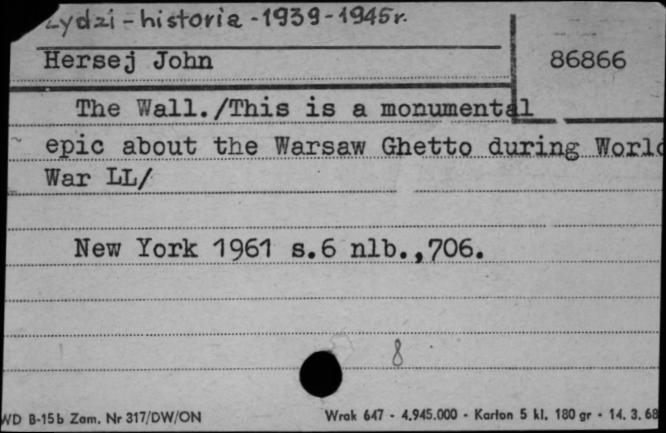 Żydzi - historia - 1939 - 1945r.
Hersej John
86866
The Wall./This is a monumental
epic about the Warsaw Ghetto during World
War LL/
New York 1961 s.6 nlb.,706.
8
WD B-15b Zam. Nr 317/DW/ON
Wrak 647 - 4.945.000 - Karton 5 kl. 180 gr - 14. 3. 68